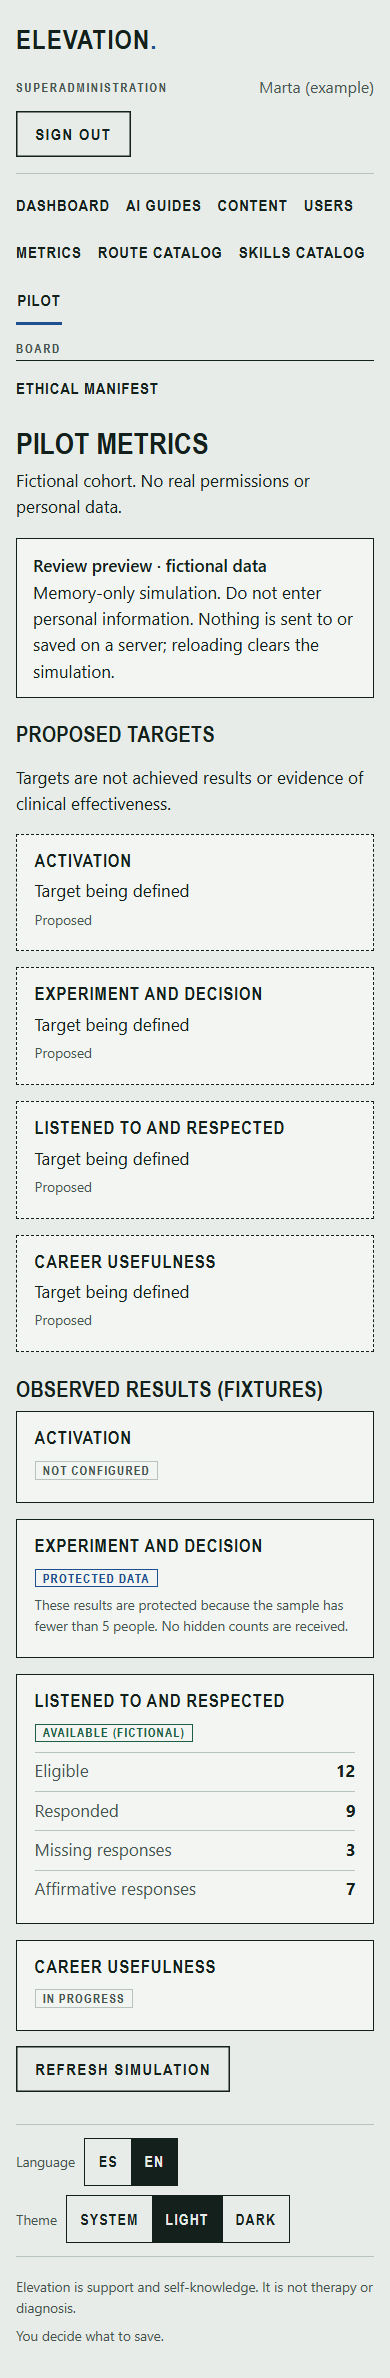 ELEVATION.
SUPERADMINISTRATION Marta (example)
SIGN OUT
DASHBOARD AI GUIDES CONTENT USERS
METRICS ROUTE CATALOG SKILLS CATALOG
PILOT
BOARD
ETHICAL MANIFEST
PILOT METRICS
Fictional cohort. No real permissions or
personal data.
Review preview · fictional data
Memory-only simulation. Do not enter
personal information. Nothing is sent to or
saved on a server; reloading clears the
simulation.
PROPOSED TARGETS
Targets are not achieved results or evidence of
clinical effectiveness.
ACTIVATION
Target being defined
Proposed
EXPERIMENT AND DECISION
Target being defined
Proposed
LISTENED TO AND RESPECTED
Target being defined
Proposed
CAREER USEFULNESS
Target being defined
Proposed
OBSERVED RESULTS (FIXTURES)
ACTIVATION
NOT CONFIGURED
EXPERIMENT AND DECISION
PROTECTED DATA
These results are protected because the sample has
fewer than 5 people. No hidden counts are received.
LISTENED TO AND RESPECTED
AVAILABLE (FICTIONAL)
Eligible 12
Responded 9
Missing responses 3
Affirmative responses 7
CAREER USEFULNESS
IN PROGRESS
REFRESH SIMULATION
Language ES EN
Theme SYSTEM LIGHT DARK
Elevation is support and self-knowledge. It is not therapy or
diagnosis.
You decide what to save.